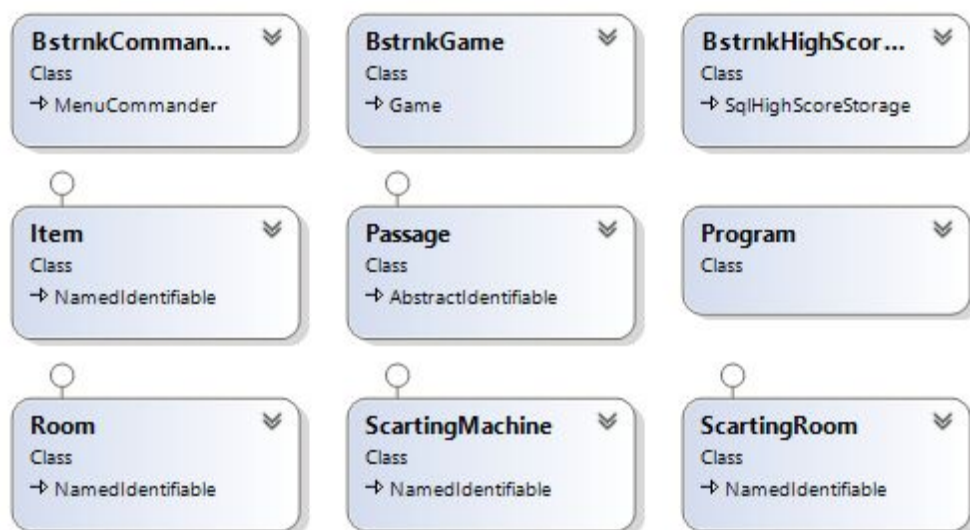 BstrnkComman...
Class
MenuCommander
BstrnkGame
Class
Game
BstrnkHighScor...
Class
SqlHighScoreStorage
Item
Class
NamedIdentifiable
Passage
Class
AbstractIdentifiable
Program
Class
Room
Class
NamedIdentifiable
ScartingMachine
Class
NamedIdentifiable
ScartingRoom
Class
NamedIdentifiable